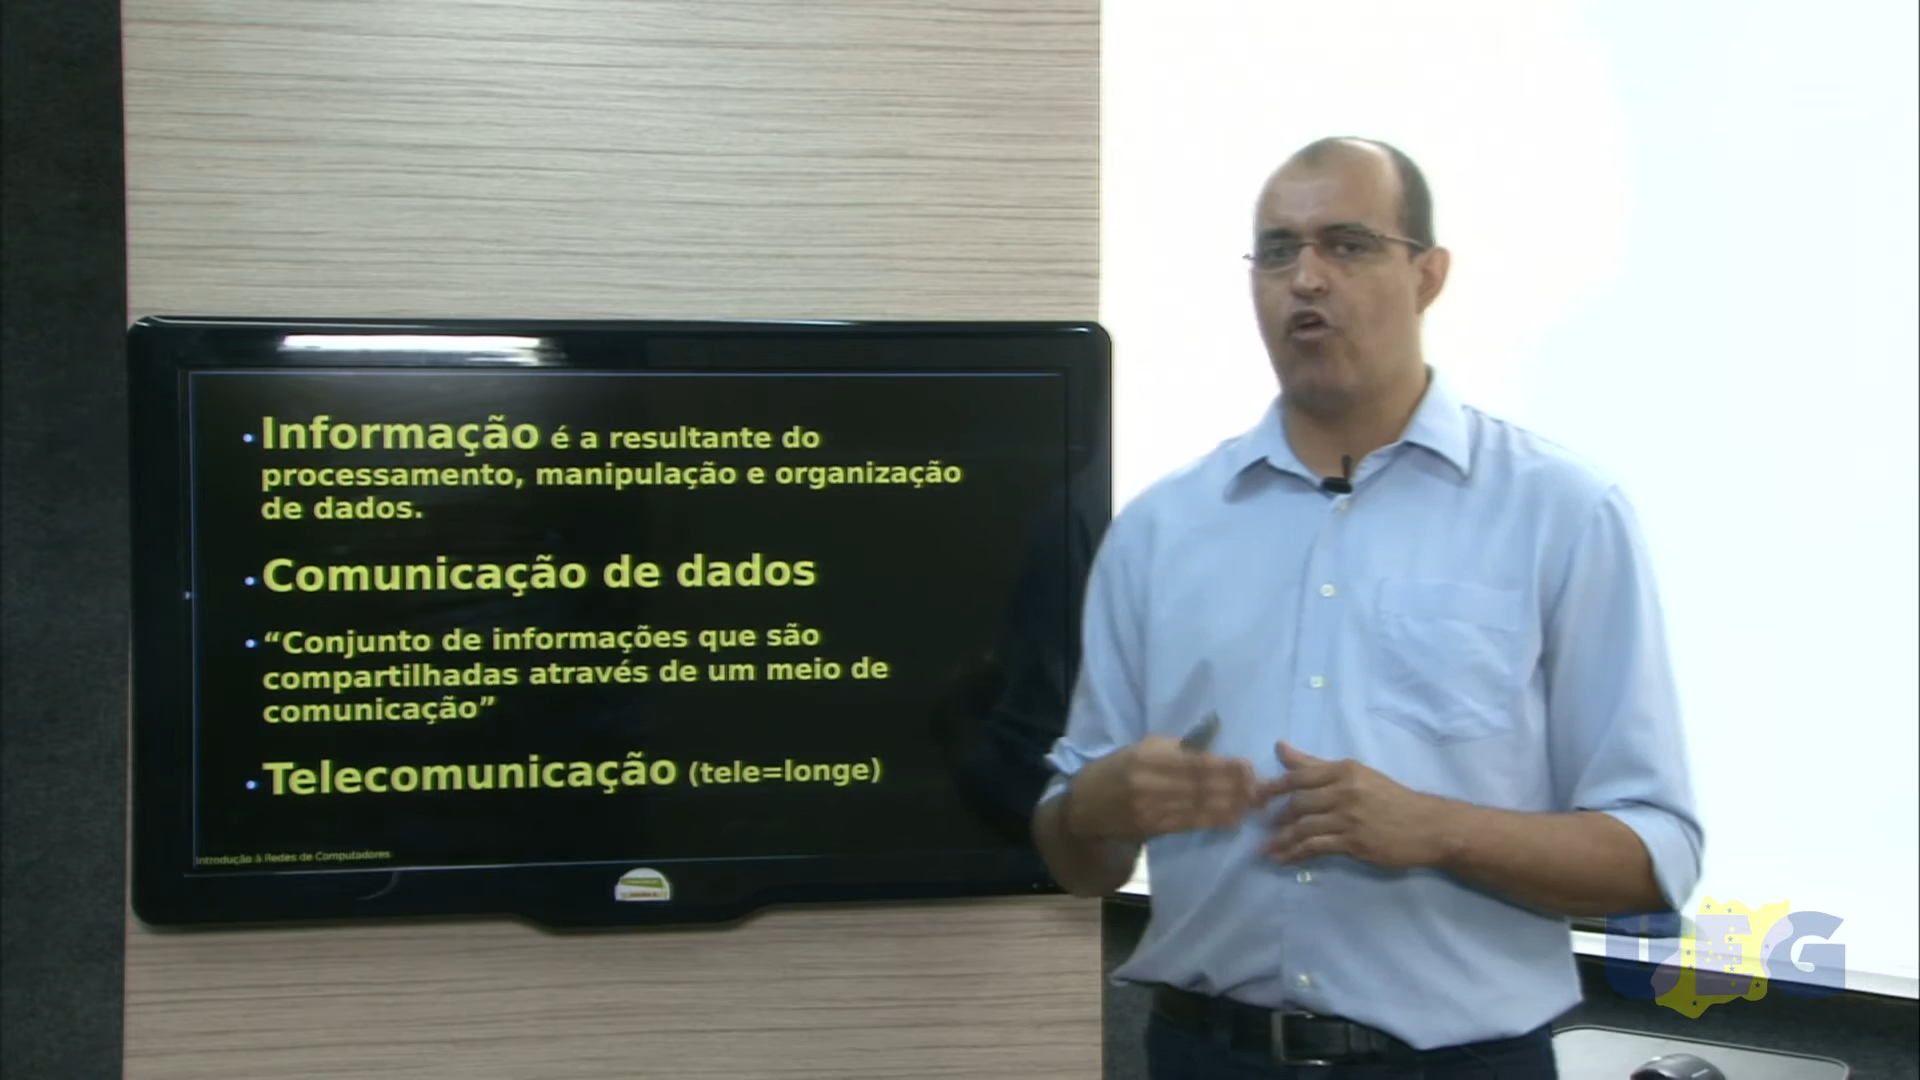 • Informação é a resultante do
processamento, manipulação e organização
de dados.
• Comunicação de dados
• “Conjunto de informações que são
compartilhadas através de um meio de
comunicação”
• Telecomunicação (tele=longe)
Introdução à Redes de Computadores
UEG